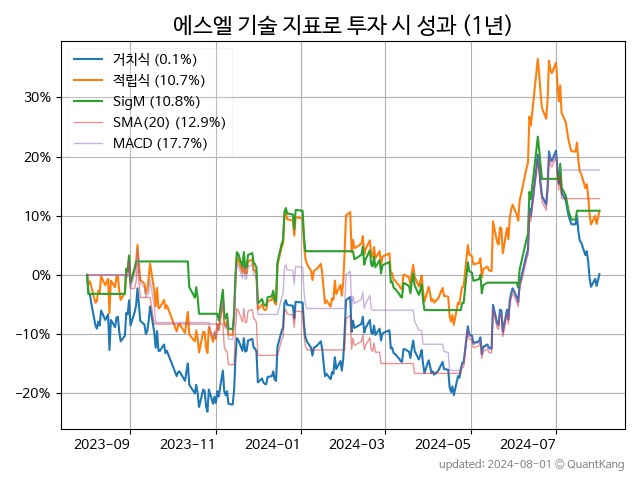 에스엘 기술 지표로 투자 시 성과 (1년)
거치식 (0.1%)
적립식 (10.7%)
SigM (10.8%)
SMA(20) (12.9%)
MACD (17.7%)
30%
20%
10%
0%
−10%
−20%
2023-09 2023-11 2024-01 2024-03 2024-05 2024-07
updated: 2024-08-01 © QuantKang